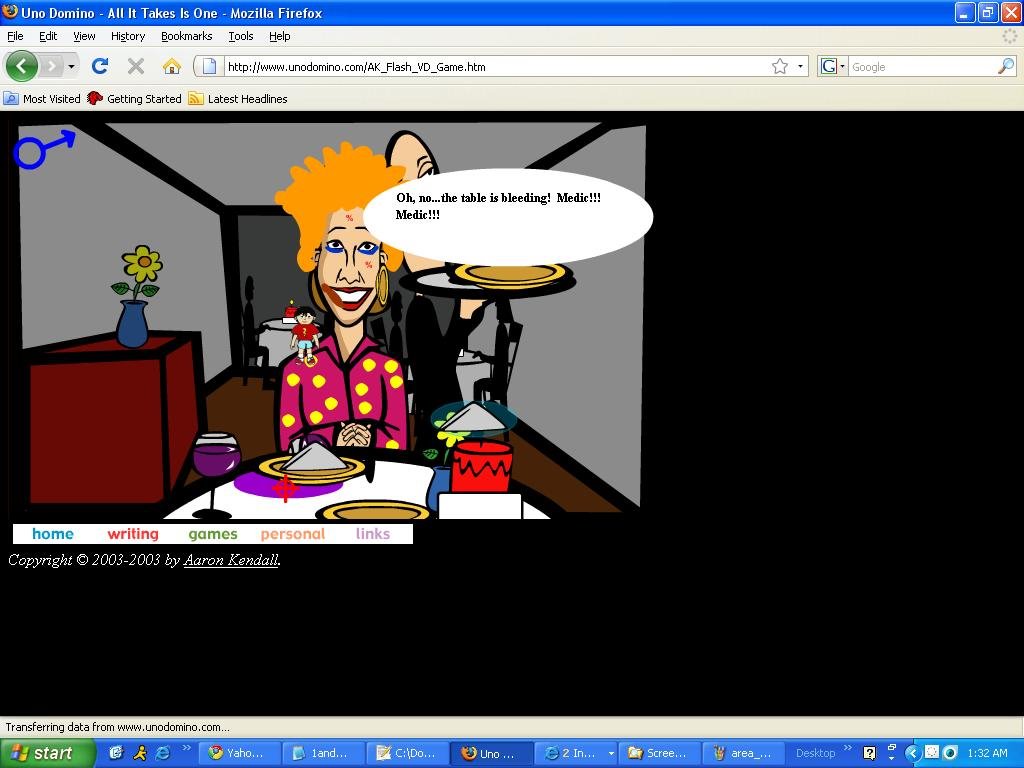 Uno Domino - All It Takes Is One - Mozilla Firefox
File Edit View History Bookmarks Tools Help
http://www.unodomino.com/AK_Flash_VD_Game.htm
G Google
Most Visited Getting Started Latest Headlines
Oh, no...the table is bleeding! Medic!!!
Medic!!!
%
%
?
home writing games personal links
Copyright © 2003-2003 by Aaron Kendall.
Transferring data from www.unodomino.com...
start » Yaho... 1and... C:\Do... Uno ... 2 In... Scree... area_... Desktop » 1:32 AM